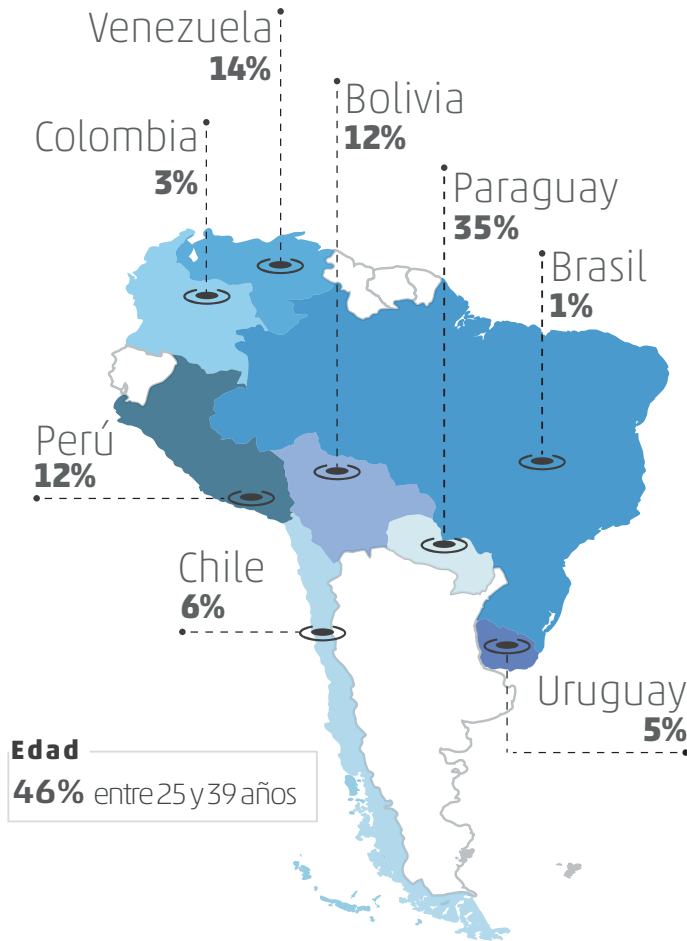 Venezuela
14%
Bolivia
12%
Colombia
3%
Paraguay
35%
Brasil
1%
Perú
12%
Chile
6%
Uruguay
5%
Edad
46% entre 25 y 39 años